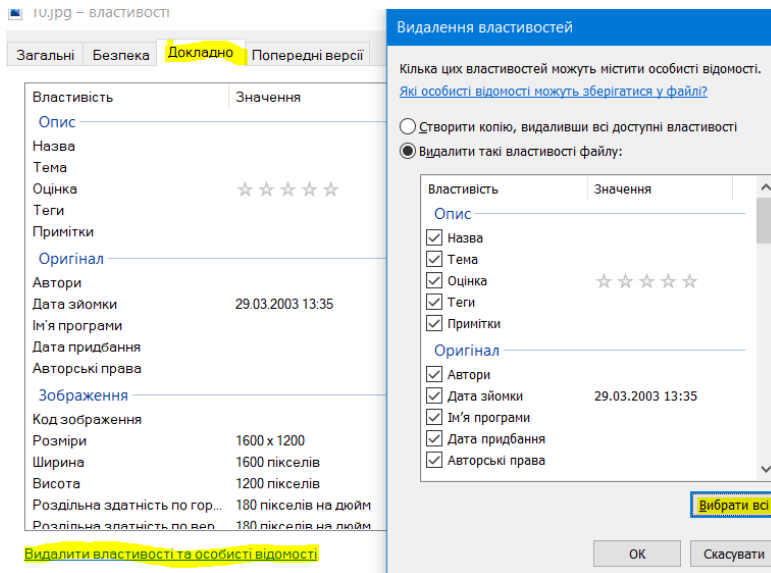 10.jpg – властивості
Загальні Безпека Докладно Попередні версії
Властивість Значення
Опис
Назва
Тема
Оцінка
Теги
Примітки
Оригінал
Автори
Дата зйомки 29.03.2003 13:35
Ім'я програми
Дата придбання
Авторські права
Зображення
Код зображення
Розміри 1600 x 1200
Ширина 1600 пікселів
Висота 1200 пікселів
Роздільна здатність по гор... 180 пікселів на дюйм
Роздільна здатність по вер... 180 пікселів на дюйм
Видалити властивості та особисті відомості
Видалення властивостей
Кілька цих властивостей можуть містити особисті відомості.
Які особисті відомості можуть зберігатися у файлі?
Створити копію, видаливши всі доступні властивості
Видалити такі властивості файлу:
Властивість Значення
Опис
Назва
Тема
Оцінка
Теги
Примітки
Оригінал
Автори
Дата зйомки 29.03.2003 13:35
Ім'я програми
Дата придбання
Авторські права
Вибрати всі
ОК Скасувати